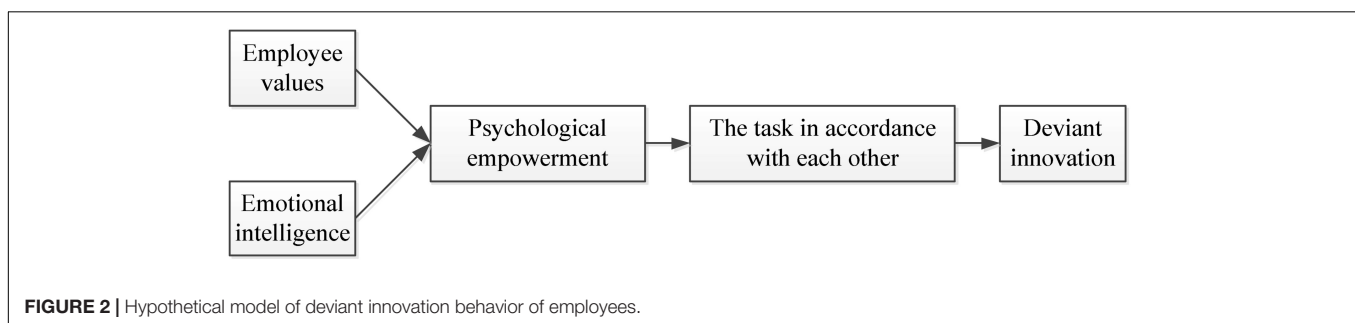 Employee
values
Emotional
intelligence
Psychological
empowerment
The task in accordance
with each other
Deviant
innovation
FIGURE 2 | Hypothetical model of deviant innovation behavior of employees.